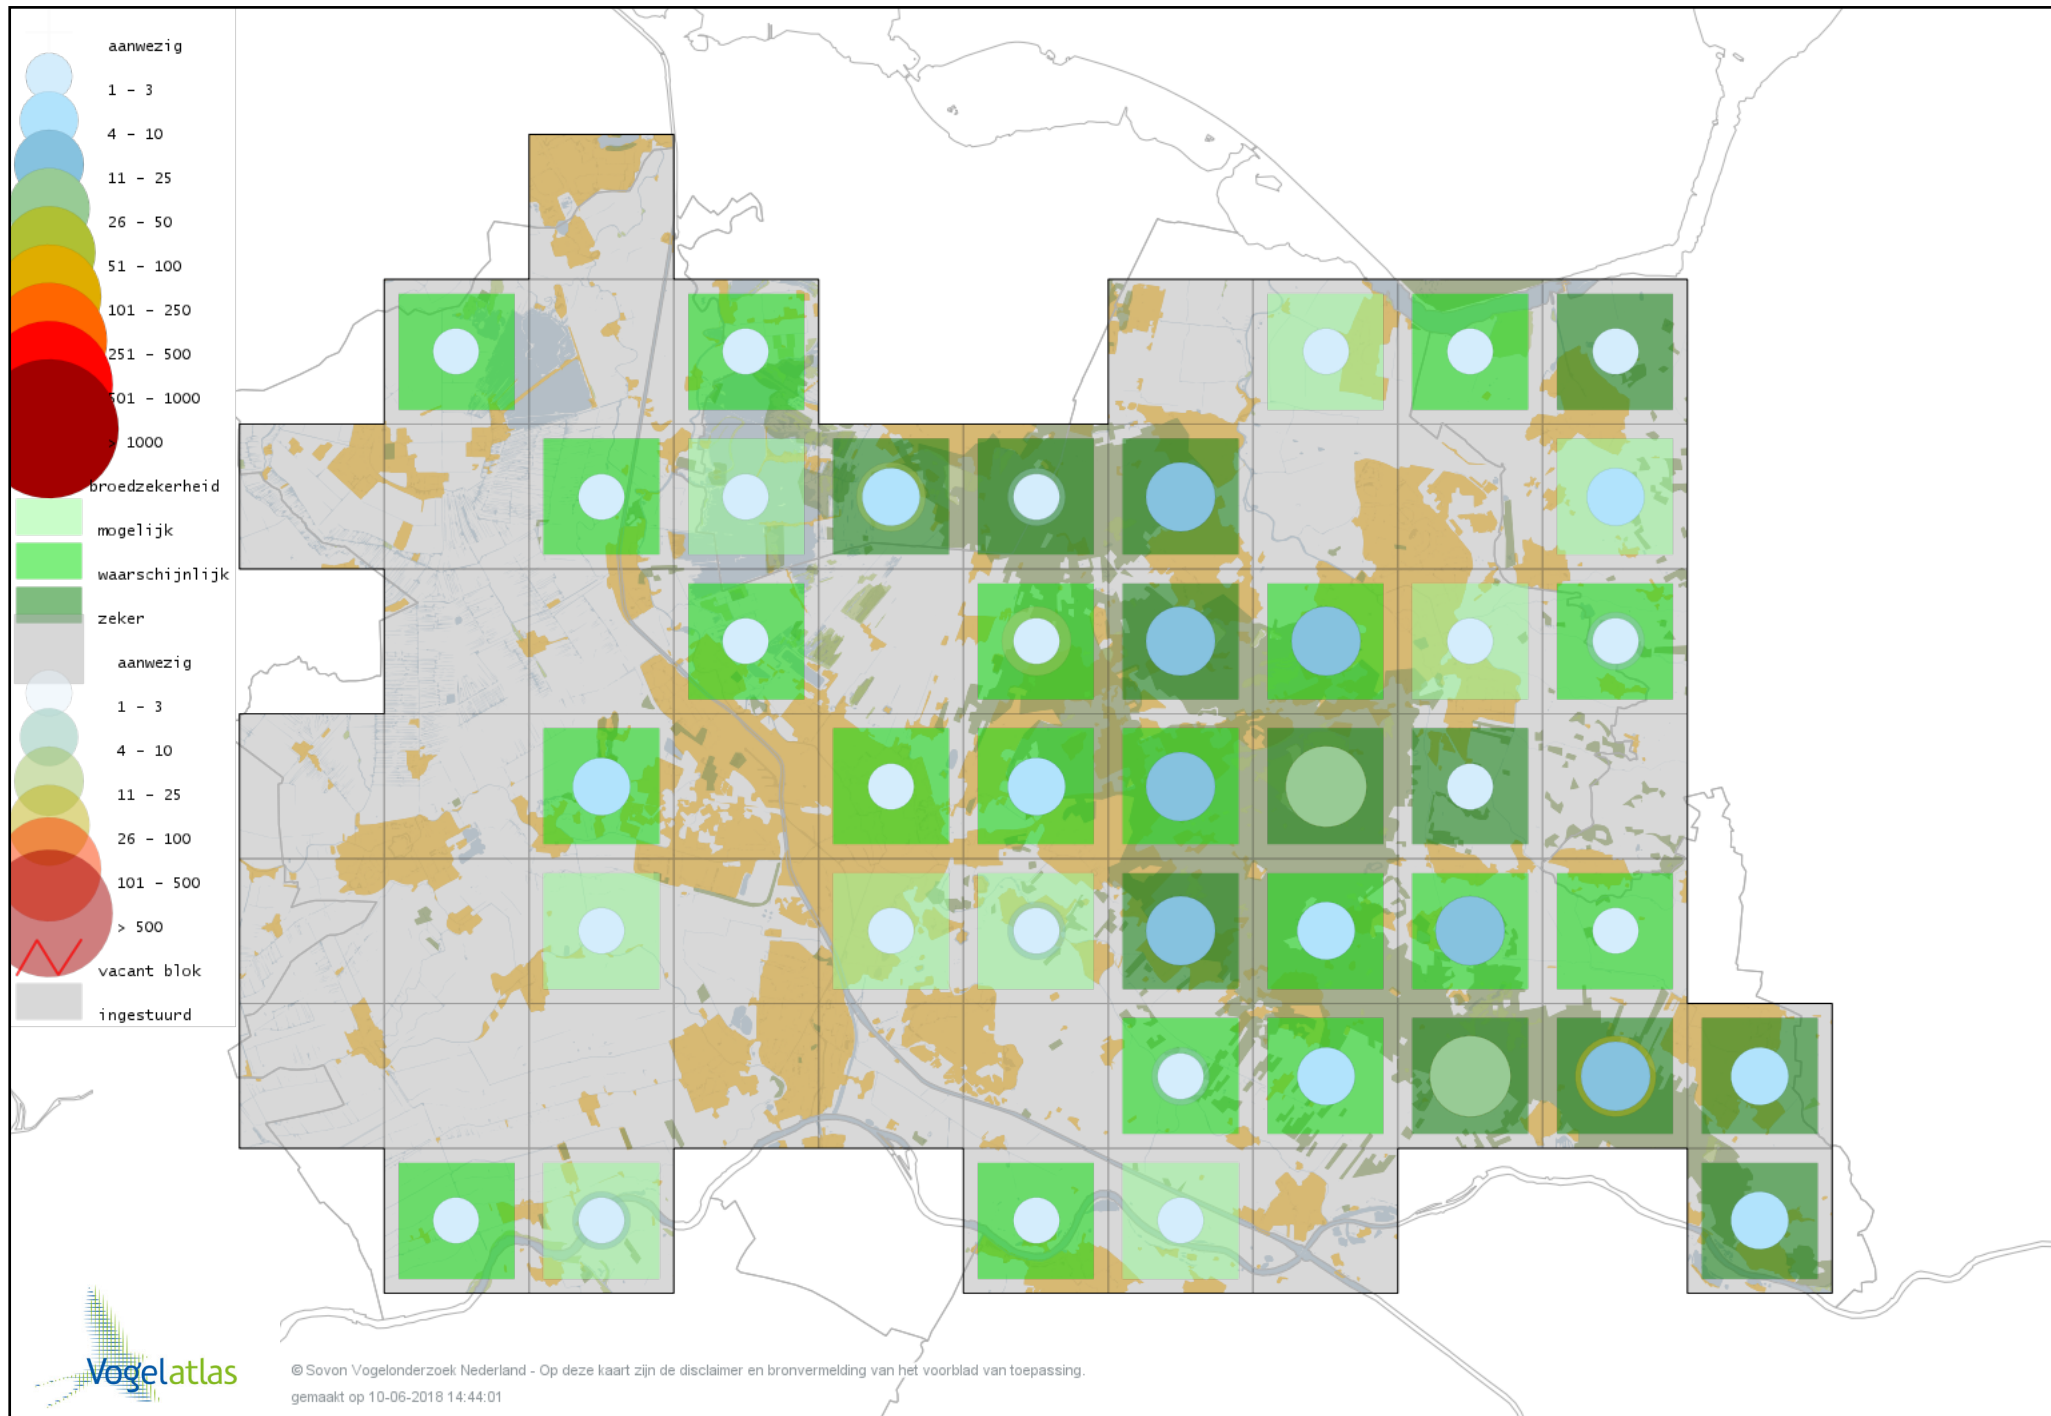 aanwezig
1 - 3
4 - 10
11 - 25
26 - 50
51 - 100
101 - 250
251 - 500
501 - 1000
> 1000
broedzekerheid
mogelijk
waarschijnlijk
zeker
aanwezig
1 - 3
4 - 10
11 - 25
26 - 100
101 - 500
> 500
vacant blok
ingestuurd
Vogelatlas
© Sovon Vogelonderzoek Nederland - Op deze kaart zijn de disclaimer en bronvermelding van het voorblad van toepassing.
gemaakt op 10-06-2018 14:44:01